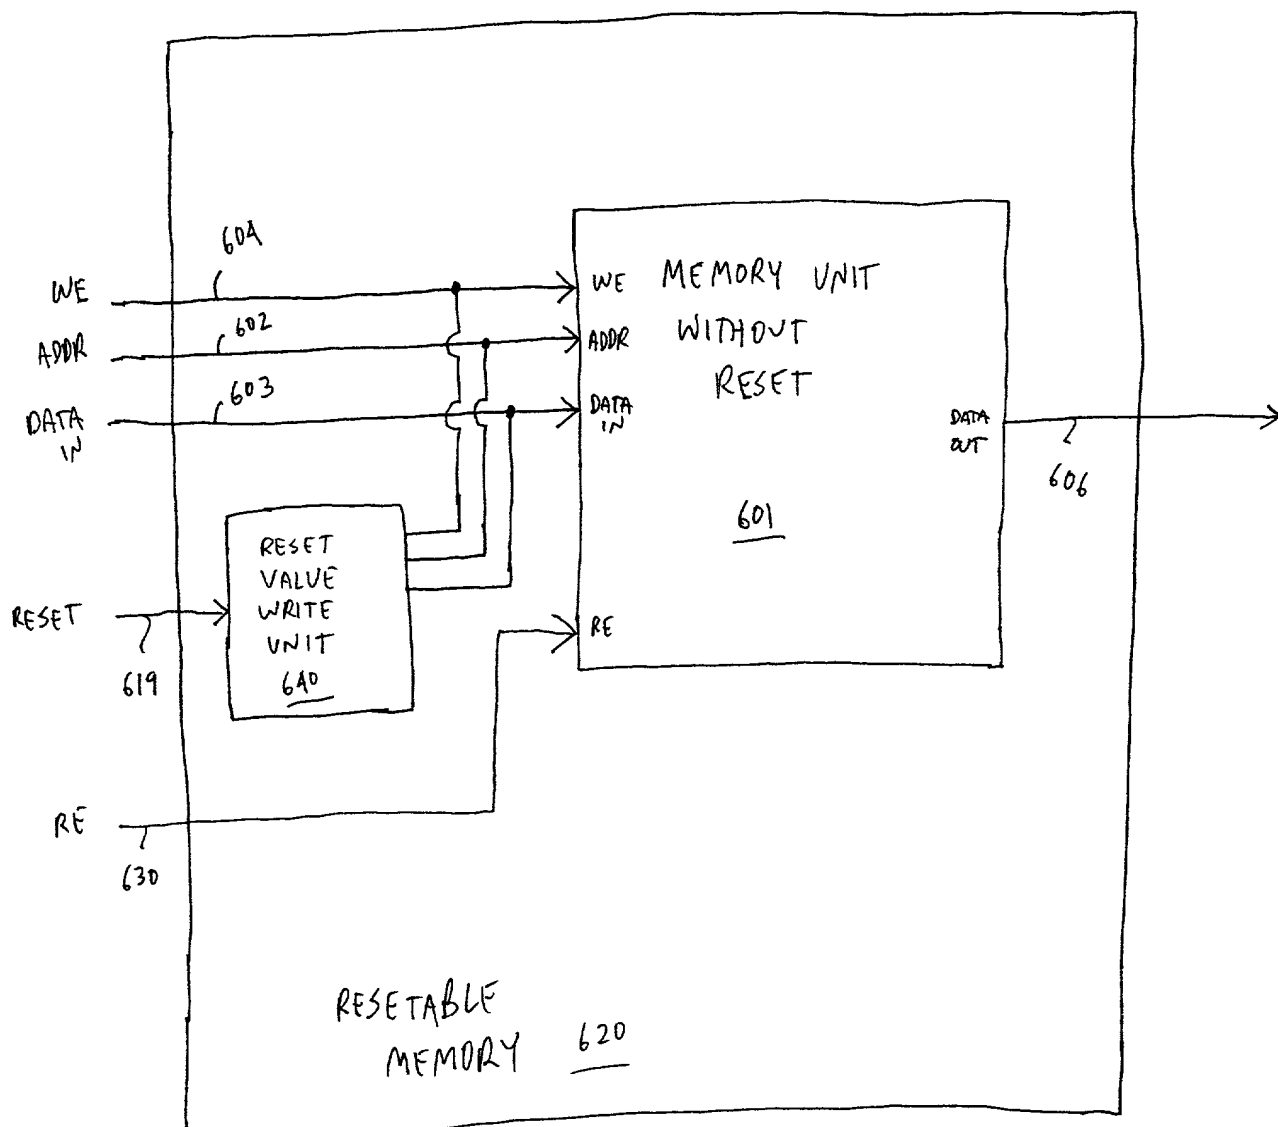 604
WE
602
ADDR
603
DATA
IN
WE MEMORY UNIT
WITHOUT
RESET
ADDR
DATA
IN
DATA
OUT
606
601
RE
RESET
VALUE
WRITE
UNIT
640
RESET
619
RE
630
RESETABLE
MEMORY 620